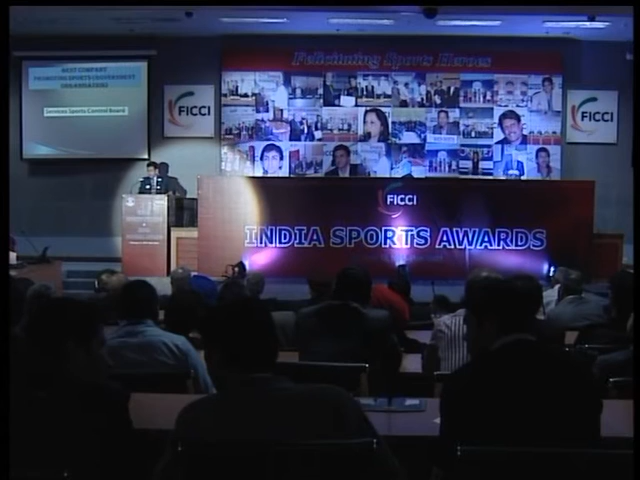 Felicitating Sports Heroes
BEST COMPANY
PROMOTING SPORTS (GOVERNMENT
ORGANISATION)
Services Sports Control Board
FICCI
FICCI
FICCI
INDIA SPORTS AWARDS